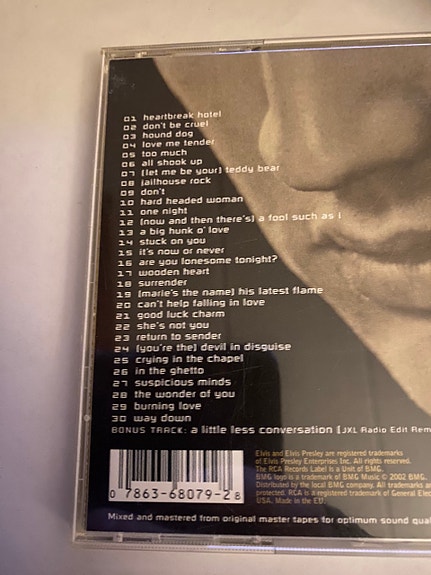 01 heartbreak hotel
02 don't be cruel
03 hound dog
04 love me tender
05 too much
06 all shook up
07 (let me be your) teddy bear
08 jailhouse rock
09 don't
10 hard headed woman
11 one night
12 (now and then there's) a fool such as i
13 a big hunk o' love
14 stuck on you
15 it's now or never
16 are you lonesome tonight?
17 wooden heart
18 surrender
19 (marie's the name) his latest flame
20 can't help falling in love
21 good luck charm
22 she's not you
23 return to sender
24 (you're the) devil in disguise
25 crying in the chapel
26 in the ghetto
27 suspicious minds
28 the wonder of you
29 burning love
30 way down
BONUS TRACK: a little less conversation (JXL Radio Edit Rem
Elvis and Elvis Presley are registered trademarks
of Elvis Presley Enterprises Inc. All rights reserved.
The RCA Records Label is a Unit of BMG.
BMG logo is a trademark of BMG Music © 2002 BMG.
Distributed by the local BMG company. All trademarks a
protected. RCA is a registered trademark of General Elec
USA. Made in the EU.
0 7863-68079-2 8
Mixed and mastered from original master tapes for optimum sound qual